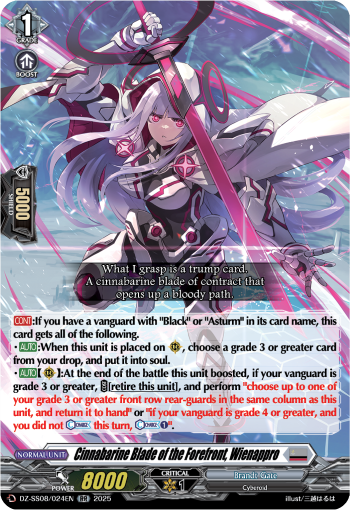 1
GRADE
BOOST
5000
SHIELD
What I grasp is a trump card.
A cinnabarine blade of contract that
opens up a bloody path.
CONT:If you have a vanguard with "Black" or "Asturm" in its card name, this
card gets all of the following.
・AUTO:When this unit is placed on , choose a grade 3 or greater card
from your drop, and put it into soul.
・AUTO():At the end of the battle this unit boosted, if your vanguard is
grade 3 or greater, [retire this unit], and perform "choose up to one of
your grade 3 or greater front row rear-guards in the same column as this
unit, and return it to hand" or "if your vanguard is grade 4 or greater, and
you did not this turn, 1".
NORMAL UNIT
Cinnabarine Blade of the Forefront, Wienappro
POWER 8000 CRITICAL 1
Brandt Gate
Cyberoid
D DZ-SS08/024EN RR 2025 illust/三越はるは